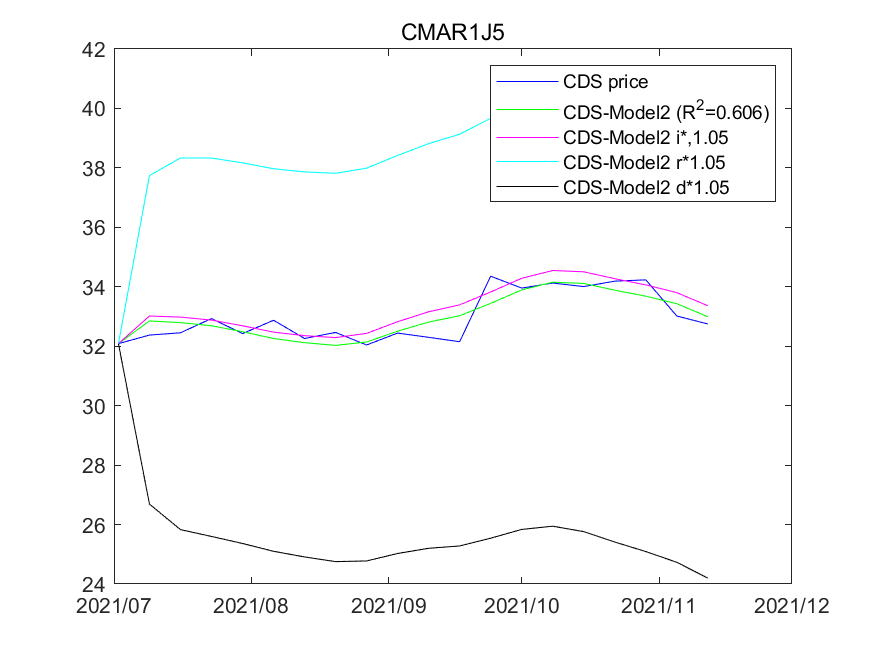 CMAR1J5
42
40
38
36
34
32
30
28
26
24
CDS price
CDS-Model2 (R²=0.606)
CDS-Model2 i*,1.05
CDS-Model2 r*1.05
CDS-Model2 d*1.05
2021/07 2021/08 2021/09 2021/10 2021/11 2021/12